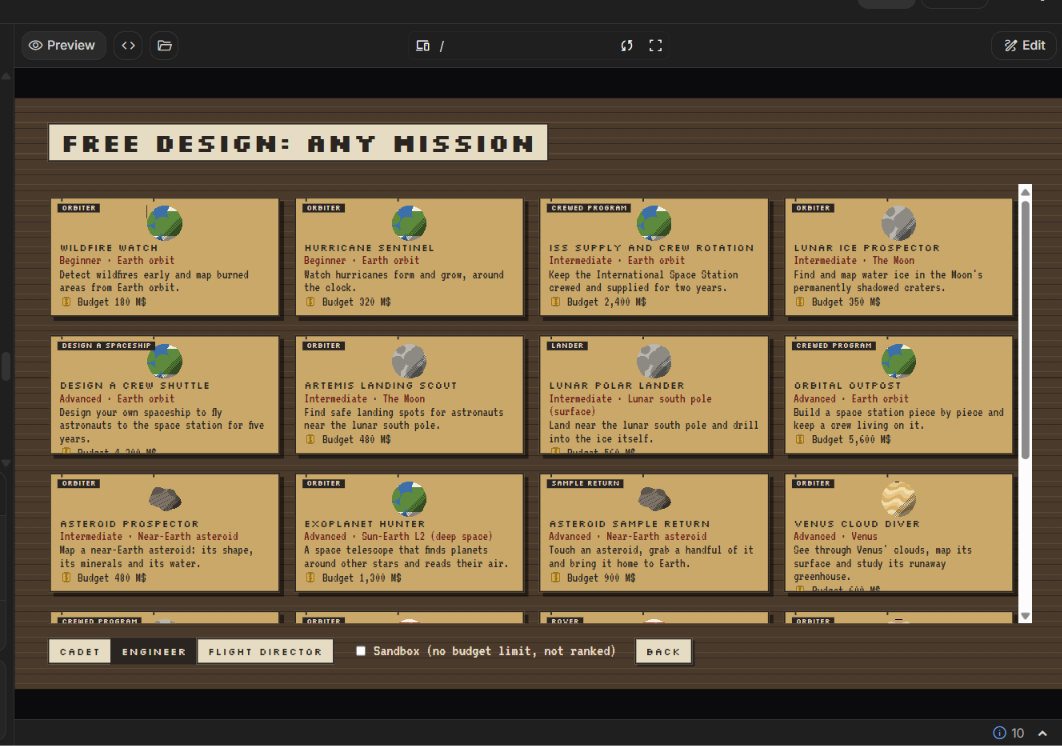 Preview
/
Edit
FREE DESIGN: ANY MISSION
ORBITER
WILDFIRE WATCH
Beginner · Earth orbit
Detect wildfires early and map burned
areas from Earth orbit.
Budget 180 M$
ORBITER
HURRICANE SENTINEL
Beginner · Earth orbit
Watch hurricanes form and grow, around
the clock.
Budget 320 M$
CREWED PROGRAM
ISS SUPPLY AND CREW ROTATION
Intermediate · Earth orbit
Keep the International Space Station
crewed and supplied for two years.
Budget 2,400 M$
ORBITER
LUNAR ICE PROSPECTOR
Intermediate · The Moon
Find and map water ice in the Moon's
permanently shadowed craters.
Budget 350 M$
DESIGN A SPACESHIP
DESIGN A CREW SHUTTLE
Advanced · Earth orbit
Design your own spaceship to fly
astronauts to the space station for five
years.
Budget 4,200 M$
ORBITER
ARTEMIS LANDING SCOUT
Intermediate · The Moon
Find safe landing spots for astronauts
near the lunar south pole.
Budget 480 M$
LANDER
LUNAR POLAR LANDER
Intermediate · Lunar south pole
(surface)
Land near the lunar south pole and drill
into the ice itself.
Budget 560 M$
CREWED PROGRAM
ORBITAL OUTPOST
Advanced · Earth orbit
Build a space station piece by piece and
keep a crew living on it.
Budget 5,600 M$
ORBITER
ASTEROID PROSPECTOR
Intermediate · Near-Earth asteroid
Map a near-Earth asteroid: its shape,
its minerals and its water.
Budget 480 M$
ORBITER
EXOPLANET HUNTER
Advanced · Sun-Earth L2 (deep space)
A space telescope that finds planets
around other stars and reads their air.
Budget 1,300 M$
SAMPLE RETURN
ASTEROID SAMPLE RETURN
Advanced · Near-Earth asteroid
Touch an asteroid, grab a handful of it
and bring it home to Earth.
Budget 900 M$
ORBITER
VENUS CLOUD DIVER
Advanced · Venus
See through Venus' clouds, map its
surface and study its runaway
greenhouse.
Budget 600 M$
CREWED PROGRAM
ORBITER
ROVER
ORBITER
CADET
ENGINEER
FLIGHT DIRECTOR
Sandbox (no budget limit, not ranked)
BACK
10